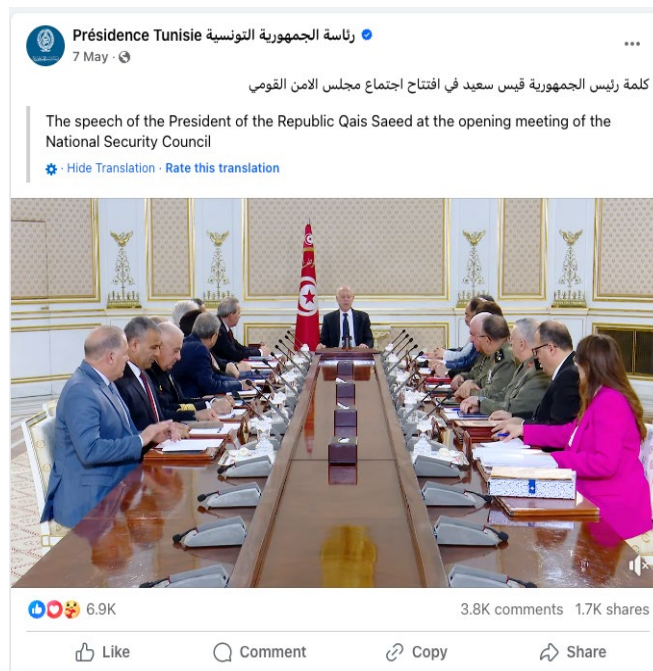 Présidence Tunisie رئاسة الجمهورية التونسية
7 May ·
كلمة رئيس الجمهورية قيس سعيد في افتتاح اجتماع مجلس الامن القومي
The speech of the President of the Republic Qais Saeed at the opening meeting of the
National Security Council
· Hide Translation · Rate this translation
6.9K 3.8K comments 1.7K shares
Like Comment Copy Share